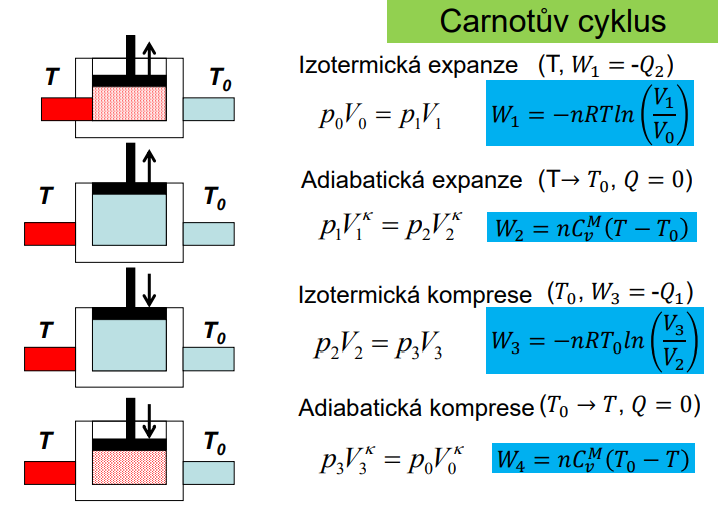 Carnotův cyklus
T
T₀
Izotermická expanze (T, W₁ = -Q₂)
p₀V₀ = p₁V₁
W₁ = −nRTln(V₁/V₀)
T
T₀
Adiabatická expanze (T→ T₀, Q = 0)
p₁V₁^κ = p₂V₂^κ
W₂ = nCᵥᴹ(T − T₀)
T
T₀
Izotermická komprese (T₀, W₃ = -Q₁)
p₂V₂ = p₃V₃
W₃ = −nRT₀ln(V₃/V₂)
T
T₀
Adiabatická komprese (T₀ → T, Q = 0)
p₃V₃^κ = p₀V₀^κ
W₄ = nCᵥᴹ(T₀ − T)